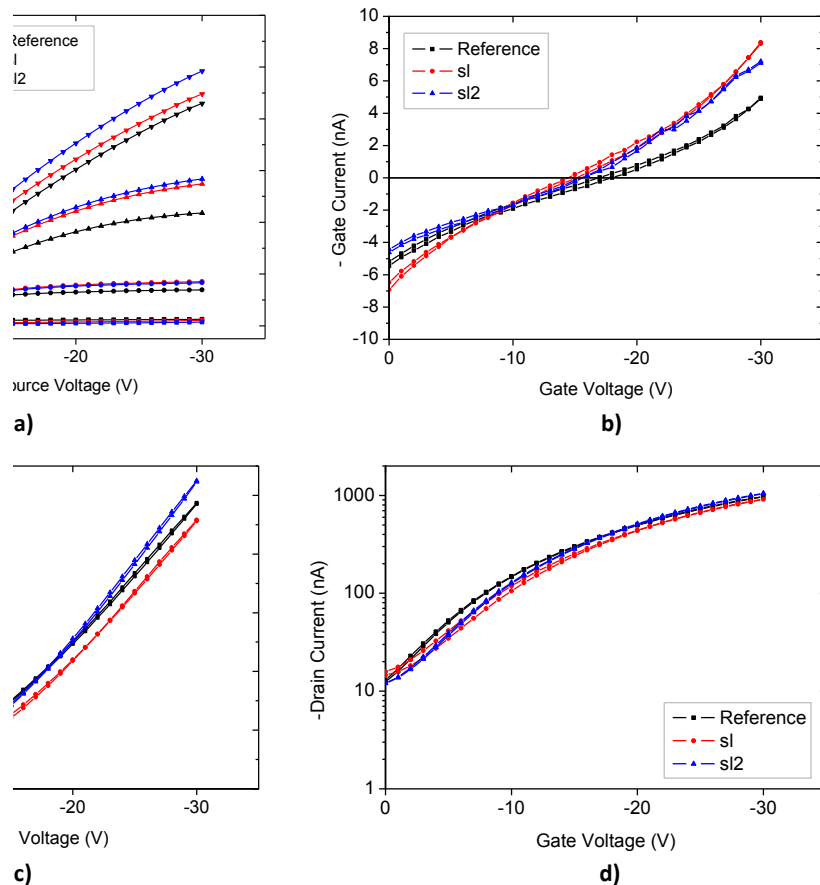 Reference
sl
sl2
-20
-30
ource Voltage (V)
a)
10
8
6
4
2
0
-2
-4
-6
-8
-10
- Gate Current (nA)
Reference
sl
sl2
0
-10
-20
-30
Gate Voltage (V)
b)
-20
-30
Voltage (V)
c)
1000
100
10
1
-Drain Current (nA)
Reference
sl
sl2
0
-10
-20
-30
Gate Voltage (V)
d)